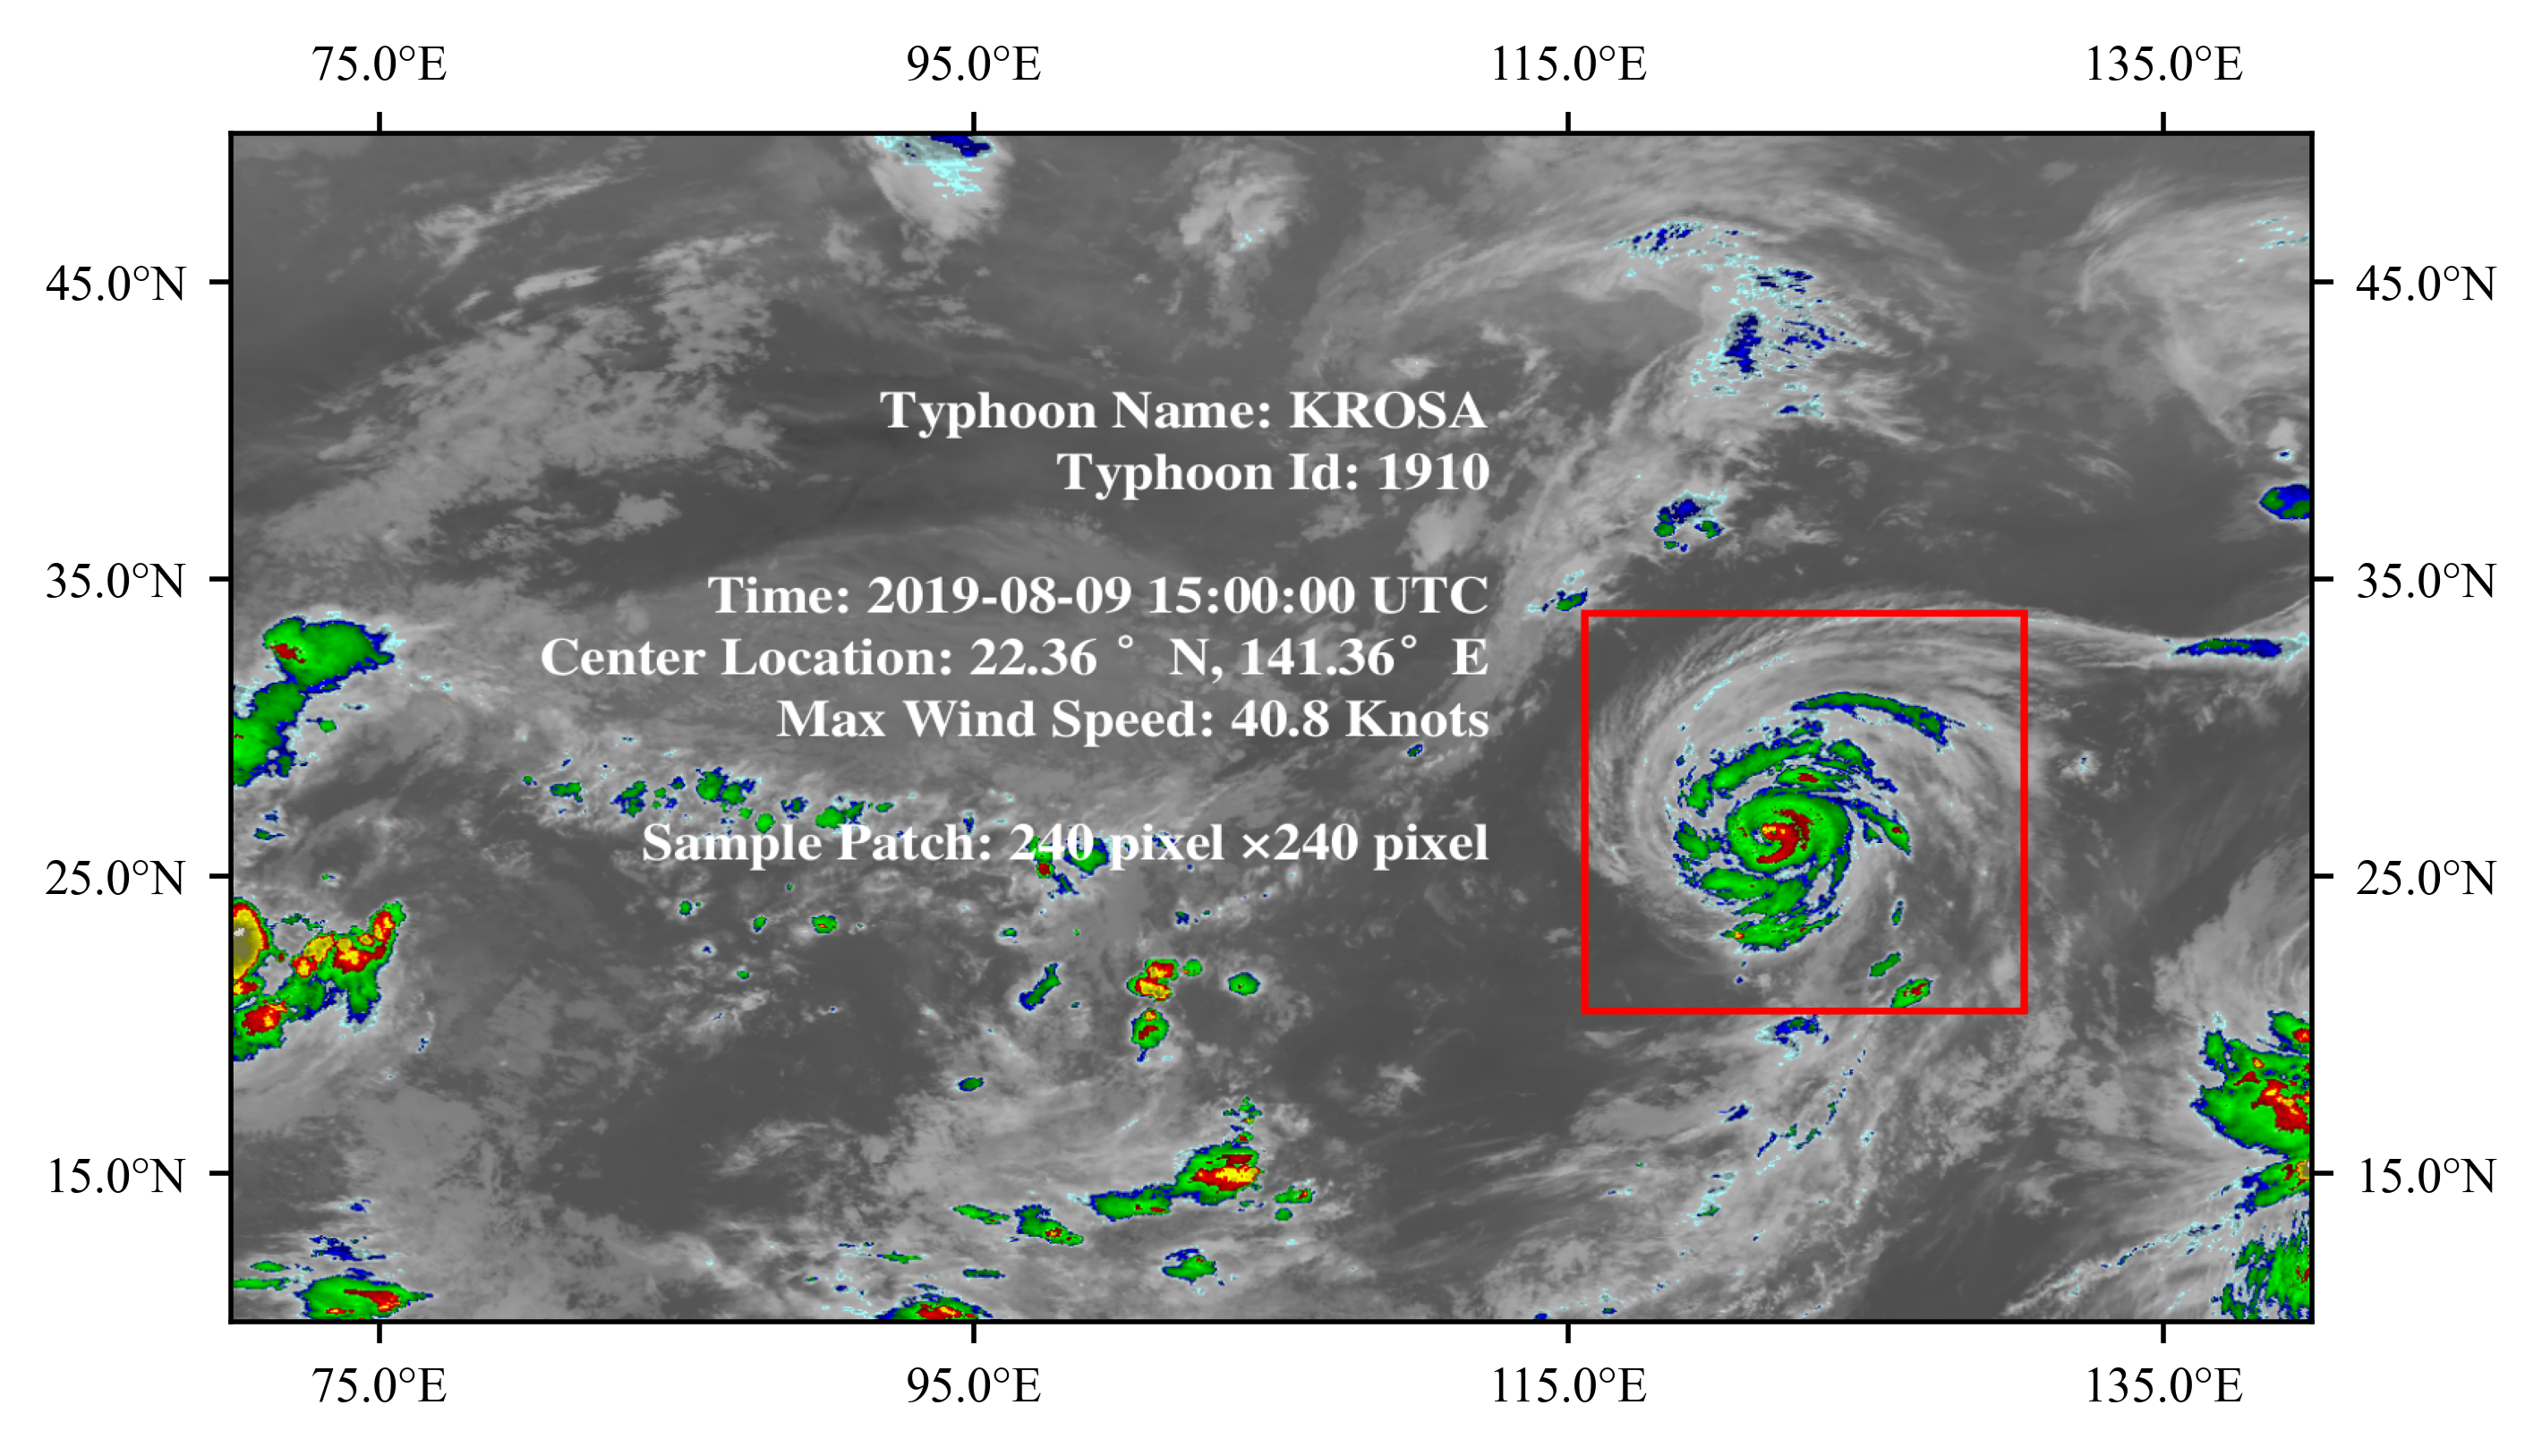 75.0°E 95.0°E 115.0°E 135.0°E
45.0°N 45.0°N
Typhoon Name: KROSA
Typhoon Id: 1910
35.0°N 35.0°N
Time: 2019-08-09 15:00:00 UTC
Center Location: 22.36 ° N, 141.36° E
Max Wind Speed: 40.8 Knots
Sample Patch: 240 pixel ×240 pixel
25.0°N 25.0°N
15.0°N 15.0°N
75.0°E 95.0°E 115.0°E 135.0°E